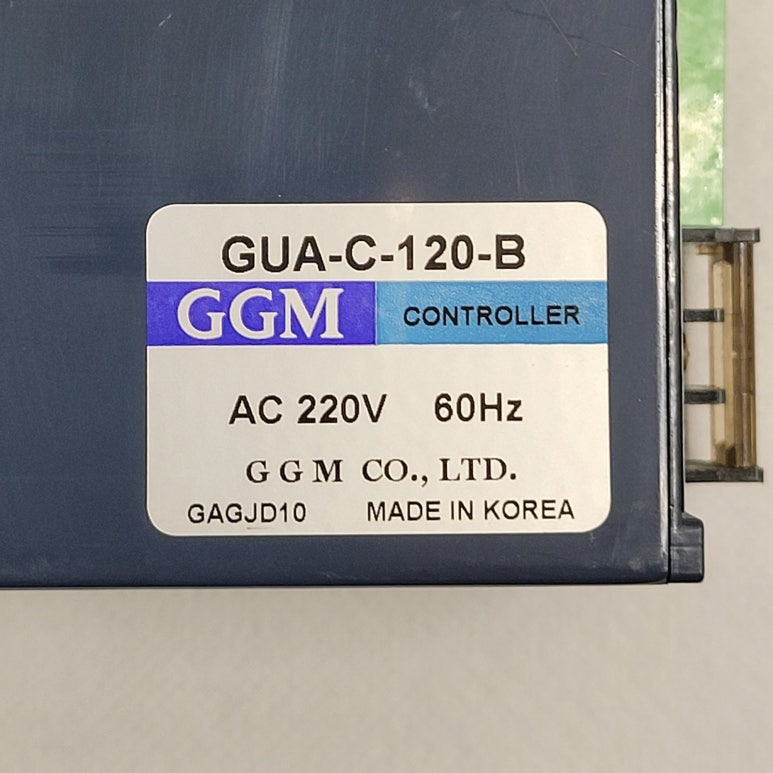 GUA-C-120-B
GGM CONTROLLER
AC 220V 60Hz
G G M CO., LTD.
GAGJD10 MADE IN KOREA